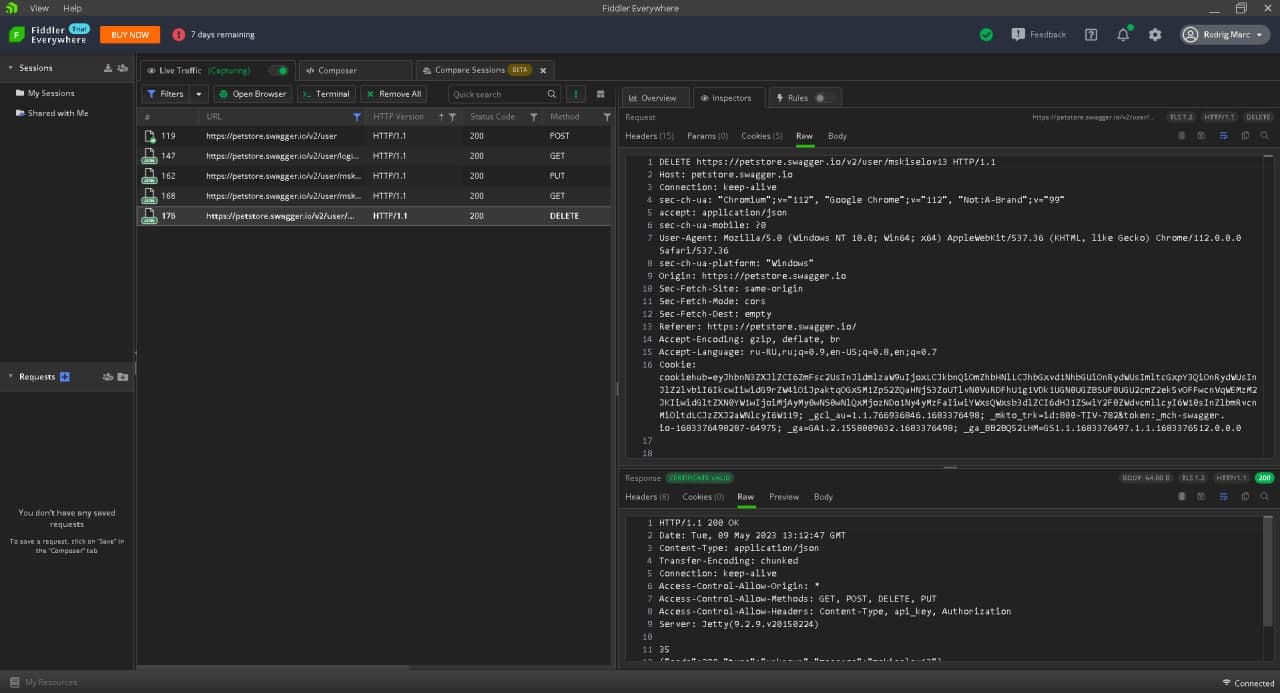 View Help Fiddler Everywhere
Fiddler Everywhere Trial BUY NOW 7 days remaining Feedback Rodrig Marc
Sessions
My Sessions
Shared with Me
Requests
You don't have any saved
requests
To save a request, click on "Save" in
the "Composer" tab
Live Traffic (Capturing) Composer Compare Sessions BETA
Filters Open Browser Terminal Remove All Quick search
# URL HTTP Version Status Code Method
119 https://petstore.swagger.io/v2/user HTTP/1.1 200 POST
147 https://petstore.swagger.io/v2/user/logi... HTTP/1.1 200 GET
162 https://petstore.swagger.io/v2/user/msk... HTTP/1.1 200 PUT
168 https://petstore.swagger.io/v2/user/msk... HTTP/1.1 200 GET
176 https://petstore.swagger.io/v2/user/... HTTP/1.1 200 DELETE
Overview Inspectors Rules
Request https://petstore.swagger.io/v2/user/... TLS 1.2 HTTP/1.1 DELETE
Headers (15) Params (0) Cookies (5) Raw Body
1 DELETE https://petstore.swagger.io/v2/user/mskiselov13 HTTP/1.1
2 Host: petstore.swagger.io
3 Connection: keep-alive
4 sec-ch-ua: "Chromium";v="112", "Google Chrome";v="112", "Not:A-Brand";v="99"
5 accept: application/json
6 sec-ch-ua-mobile: ?0
7 User-Agent: Mozilla/5.0 (Windows NT 10.0; Win64; x64) AppleWebKit/537.36 (KHTML, like Gecko) Chrome/112.0.0.0
Safari/537.36
8 sec-ch-ua-platform: "Windows"
9 Origin: https://petstore.swagger.io
10 Sec-Fetch-Site: same-origin
11 Sec-Fetch-Mode: cors
12 Sec-Fetch-Dest: empty
13 Referer: https://petstore.swagger.io/
14 Accept-Encoding: gzip, deflate, br
15 Accept-Language: ru-RU,ru;q=0.9,en-US;q=0.8,en;q=0.7
16 Cookie:
_gcl_au=1.1.766936846.1683376498; _mkto_trk=id:800-TIV-782&token:_mch-swagger.
io-1683376498287-64975; _ga=GA1.2.1558009632.1683376498; _ga_BB2BQS2LHM=GS1.1.1683376497.1.1.1683376512.0.0.0
17
18
Response CERTIFICATE VALID BODY: 64.00 B TLS 1.2 HTTP/1.1 200
Headers (8) Cookies (0) Raw Preview Body
1 HTTP/1.1 200 OK
2 Date: Tue, 09 May 2023 13:12:47 GMT
3 Content-Type: application/json
4 Transfer-Encoding: chunked
5 Connection: keep-alive
6 Access-Control-Allow-Origin: *
7 Access-Control-Allow-Methods: GET, POST, DELETE, PUT
8 Access-Control-Allow-Headers: Content-Type, api_key, Authorization
9 Server: Jetty(9.2.9.v20150224)
10
11 35
My Resources Connected